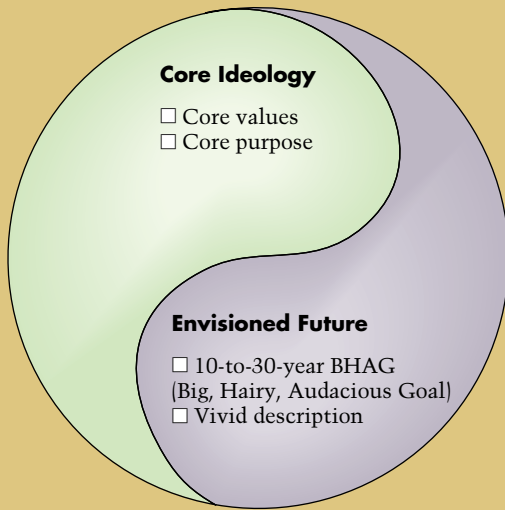 Core Ideology
☐ Core values
☐ Core purpose
Envisioned Future
☐ 10-to-30-year BHAG
(Big, Hairy, Audacious Goal)
☐ Vivid description